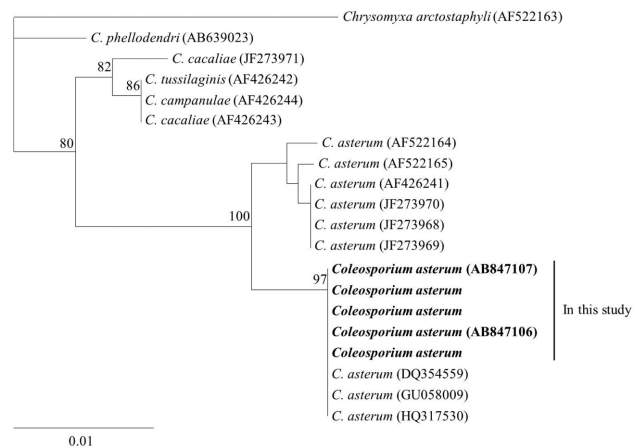 Chrysomyxa arctostaphyli (AF522163)
C. phellodendri (AB639023)
C. cacaliae (JF273971)
82
C. tussilaginis (AF426242)
86
C. campanulae (AF426244)
C. cacaliae (AF426243)
80
C. asterum (AF522164)
C. asterum (AF522165)
C. asterum (AF426241)
C. asterum (JF273970)
100
C. asterum (JF273968)
C. asterum (JF273969)
Coleosporium asterum (AB847107)
97
Coleosporium asterum
Coleosporium asterum
In this study
Coleosporium asterum (AB847106)
Coleosporium asterum
C. asterum (DQ354559)
C. asterum (GU058009)
C. asterum (HQ317530)
0.01